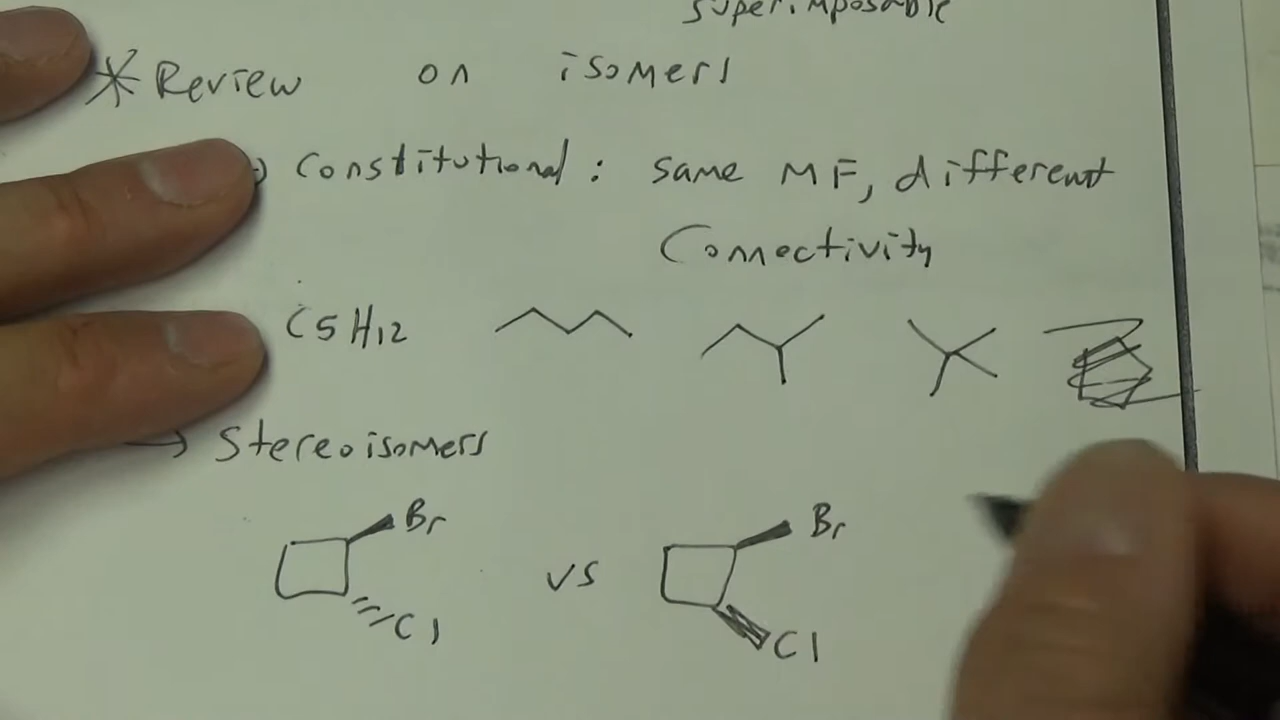 superimposable
* Review on isomers
Constitutional: same MF, different
Connectivity
C5H12
→ Stereoisomers
Br vs Br
Cl Cl